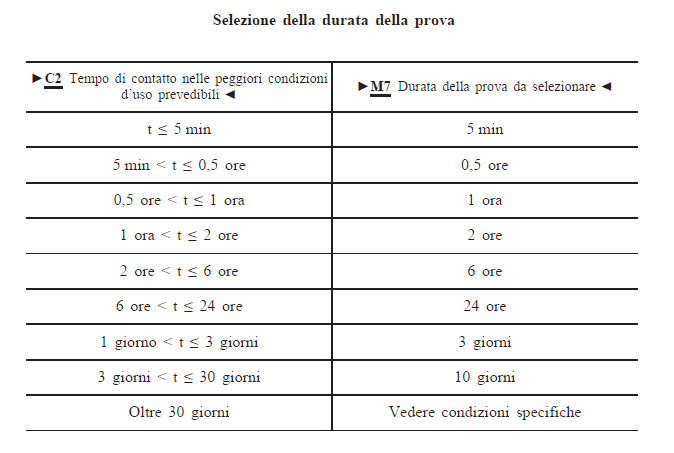 Selezione della durata della prova
►C2 Tempo di contatto nelle peggiori condizioni
d'uso prevedibili ◄
►M7 Durata della prova da selezionare ◄
t ≤ 5 min
5 min
5 min < t ≤ 0,5 ore
0,5 ore
0,5 ore < t ≤ 1 ora
1 ora
1 ora < t ≤ 2 ore
2 ore
2 ore < t ≤ 6 ore
6 ore
6 ore < t ≤ 24 ore
24 ore
1 giorno < t ≤ 3 giorni
3 giorni
3 giorni < t ≤ 30 giorni
10 giorni
Oltre 30 giorni
Vedere condizioni specifiche